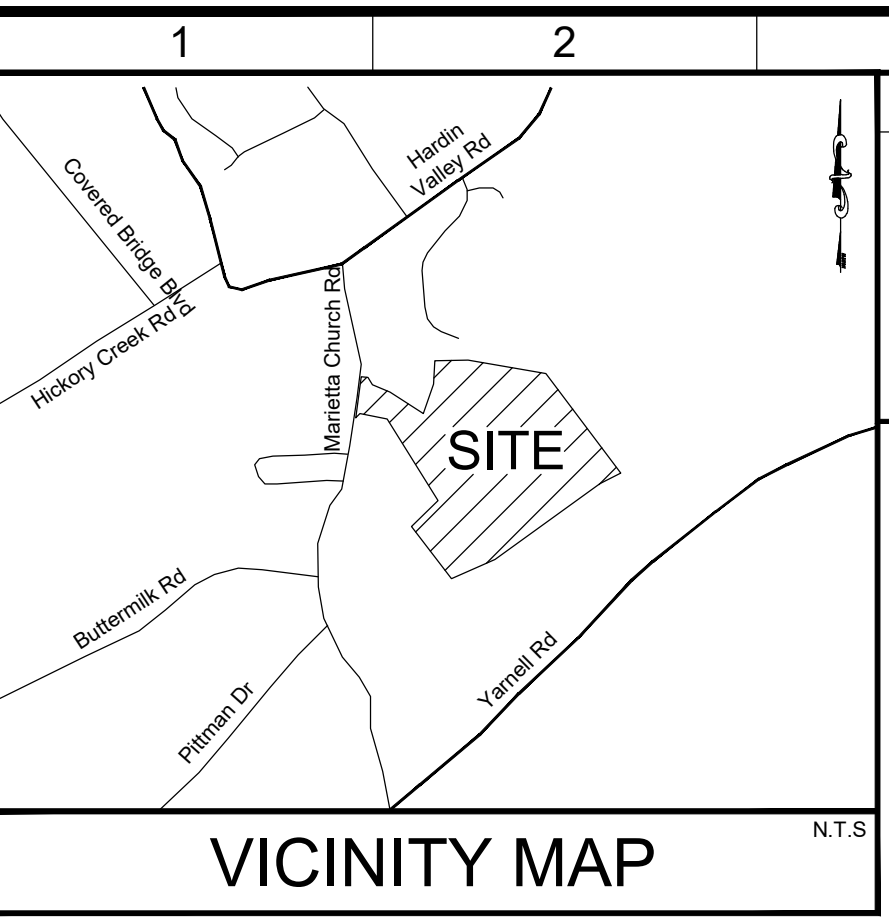 1
2
Hardin
Valley Rd
Covered Bridge Blvd
Hickory Creek Rd
Marietta Church Rd
SITE
Buttermilk Rd
Pittman Dr
Yarnell Rd
N.T.S
VICINITY MAP